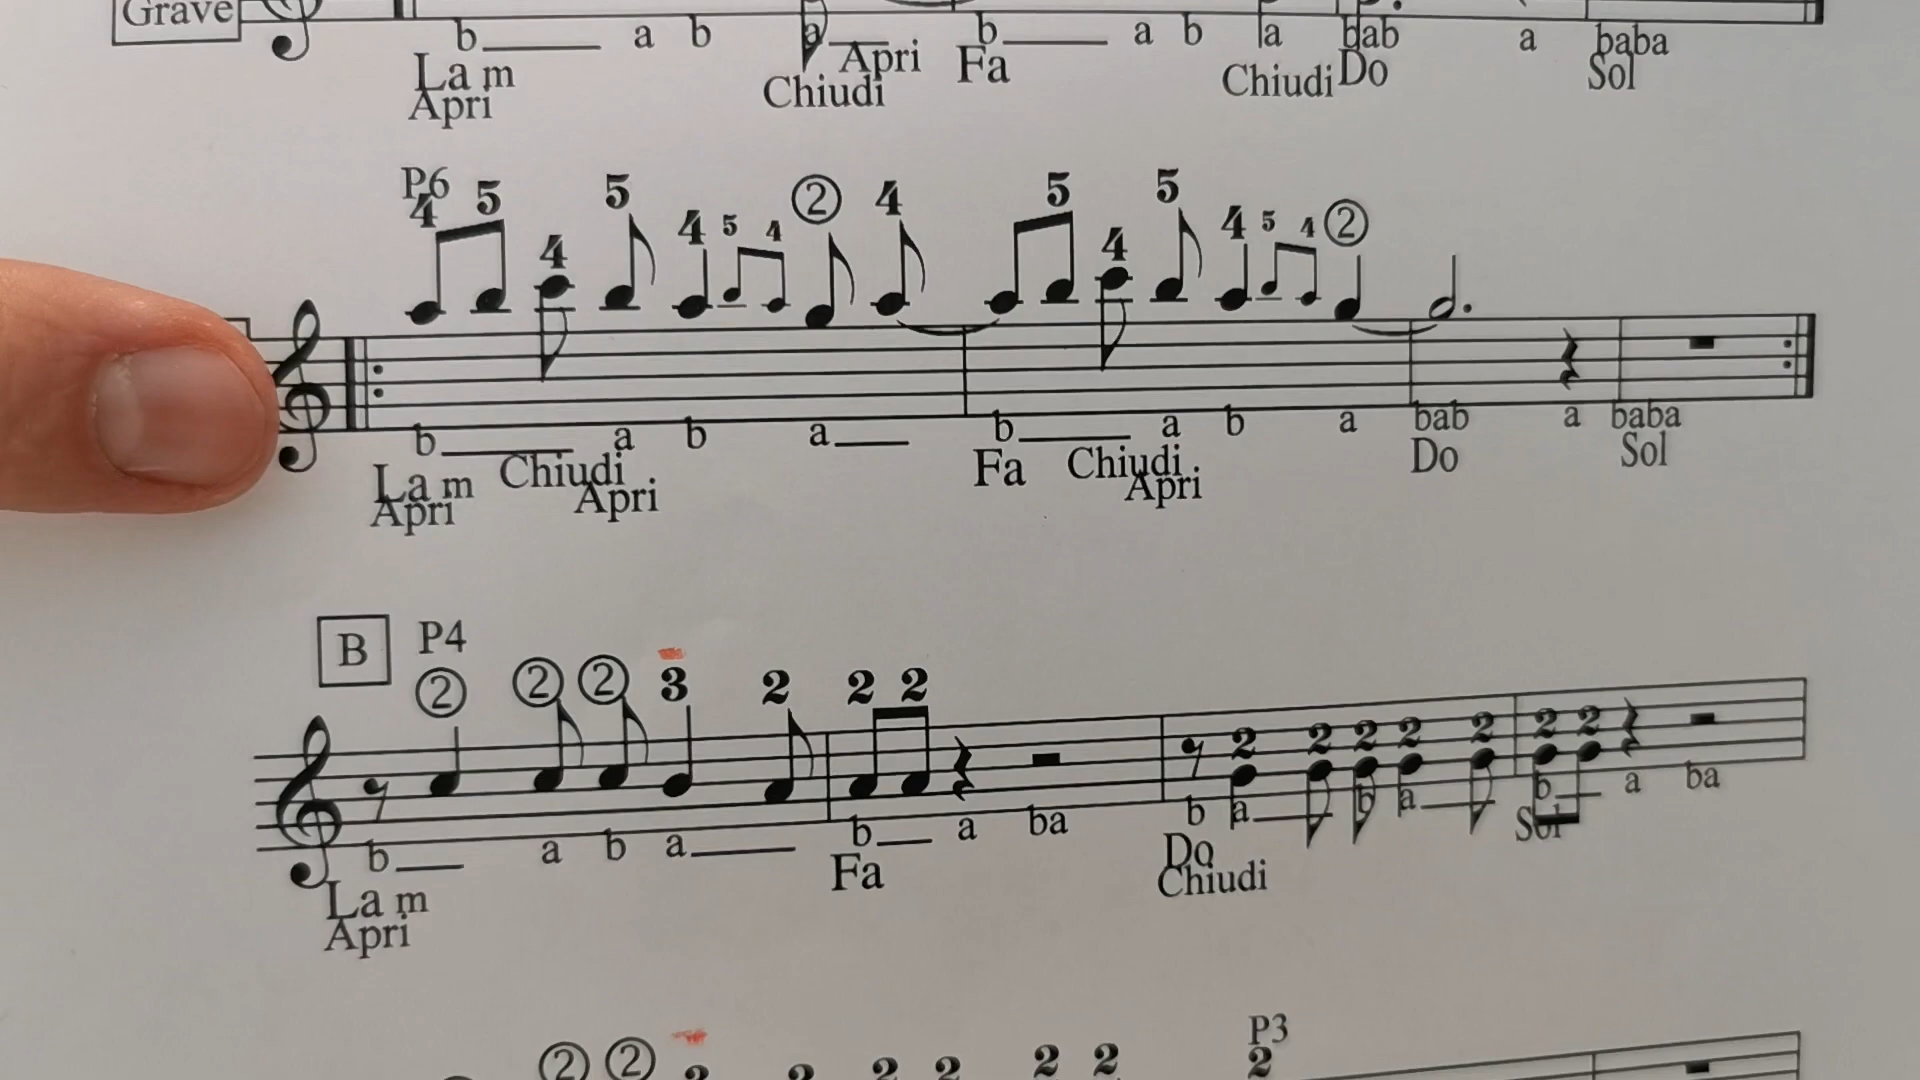 Grave
b a b a b a b a bab a baba
La m Apri Fa Do Sol
Apri Chiudi Chiudi
P6
4 5 4 5 4 5 4 2 4 5 4 5 4 5 4 2
b a b a b a b a bab a baba
La m Chiudi Fa Chiudi Do Sol
Apri Apri Apri
B P4
2 2 2 3 2 2 2 2 2 2 2 2 2 2
b a b a b a ba b a b a b a ba
La m Fa Do Sol
Apri Chiudi
P3
2 2 2 2 2 2 2 2 2